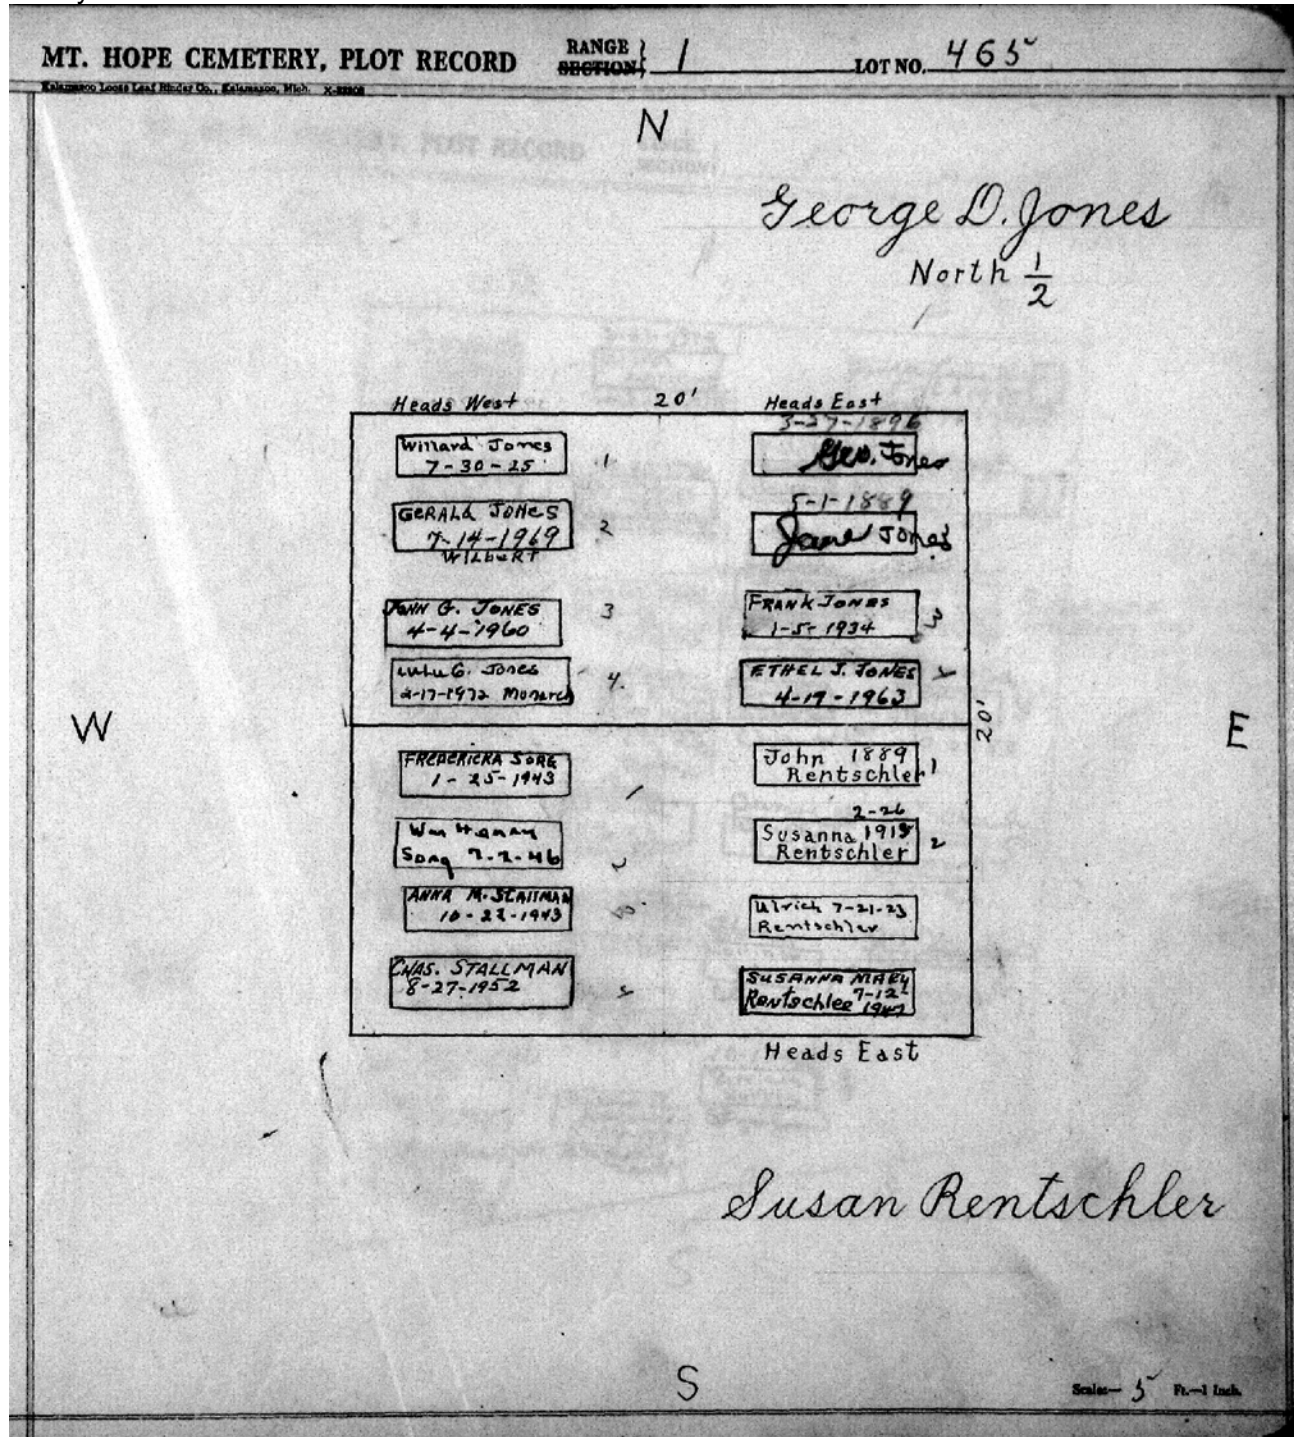 MT. HOPE CEMETERY, PLOT RECORD RANGE } 1 LOT NO. 465
SECTION }
Kalamazoo Loose Leaf Binder Co., Kalamazoo, Mich.
N
George D. Jones
North 1/2
Heads West 20' Heads East
3-27-1896
Willard Jones
7-30-25
1
Geo. Jones
5-1-1889
GERALd JONes
7-14-1969
WILbeRT
2
Jane Jones
JOHN G. JONES
4-4-1960
3
FRANK JONES
1-5-1934
3
LuLu G. Jones
2-17-1972 Monarch
4.
ETHEL J. JONES
4-19-1963
20'
W
E
FREDERICKA SORG
1-25-1943
John 1889
Rentschler
1
2-26
Sorg 7-2-46
Susanna 1918
Rentschler
2
ANNA M.
10-22-1943
Ulrich 7-21-23
Rentschler
CHAS. STALLMAN
8-27-1952
SUSANNA MARy
Rentschler 7-12-
1947
Heads East
Susan Rentschler
S
Scale— 5 Ft.—1 Inch.